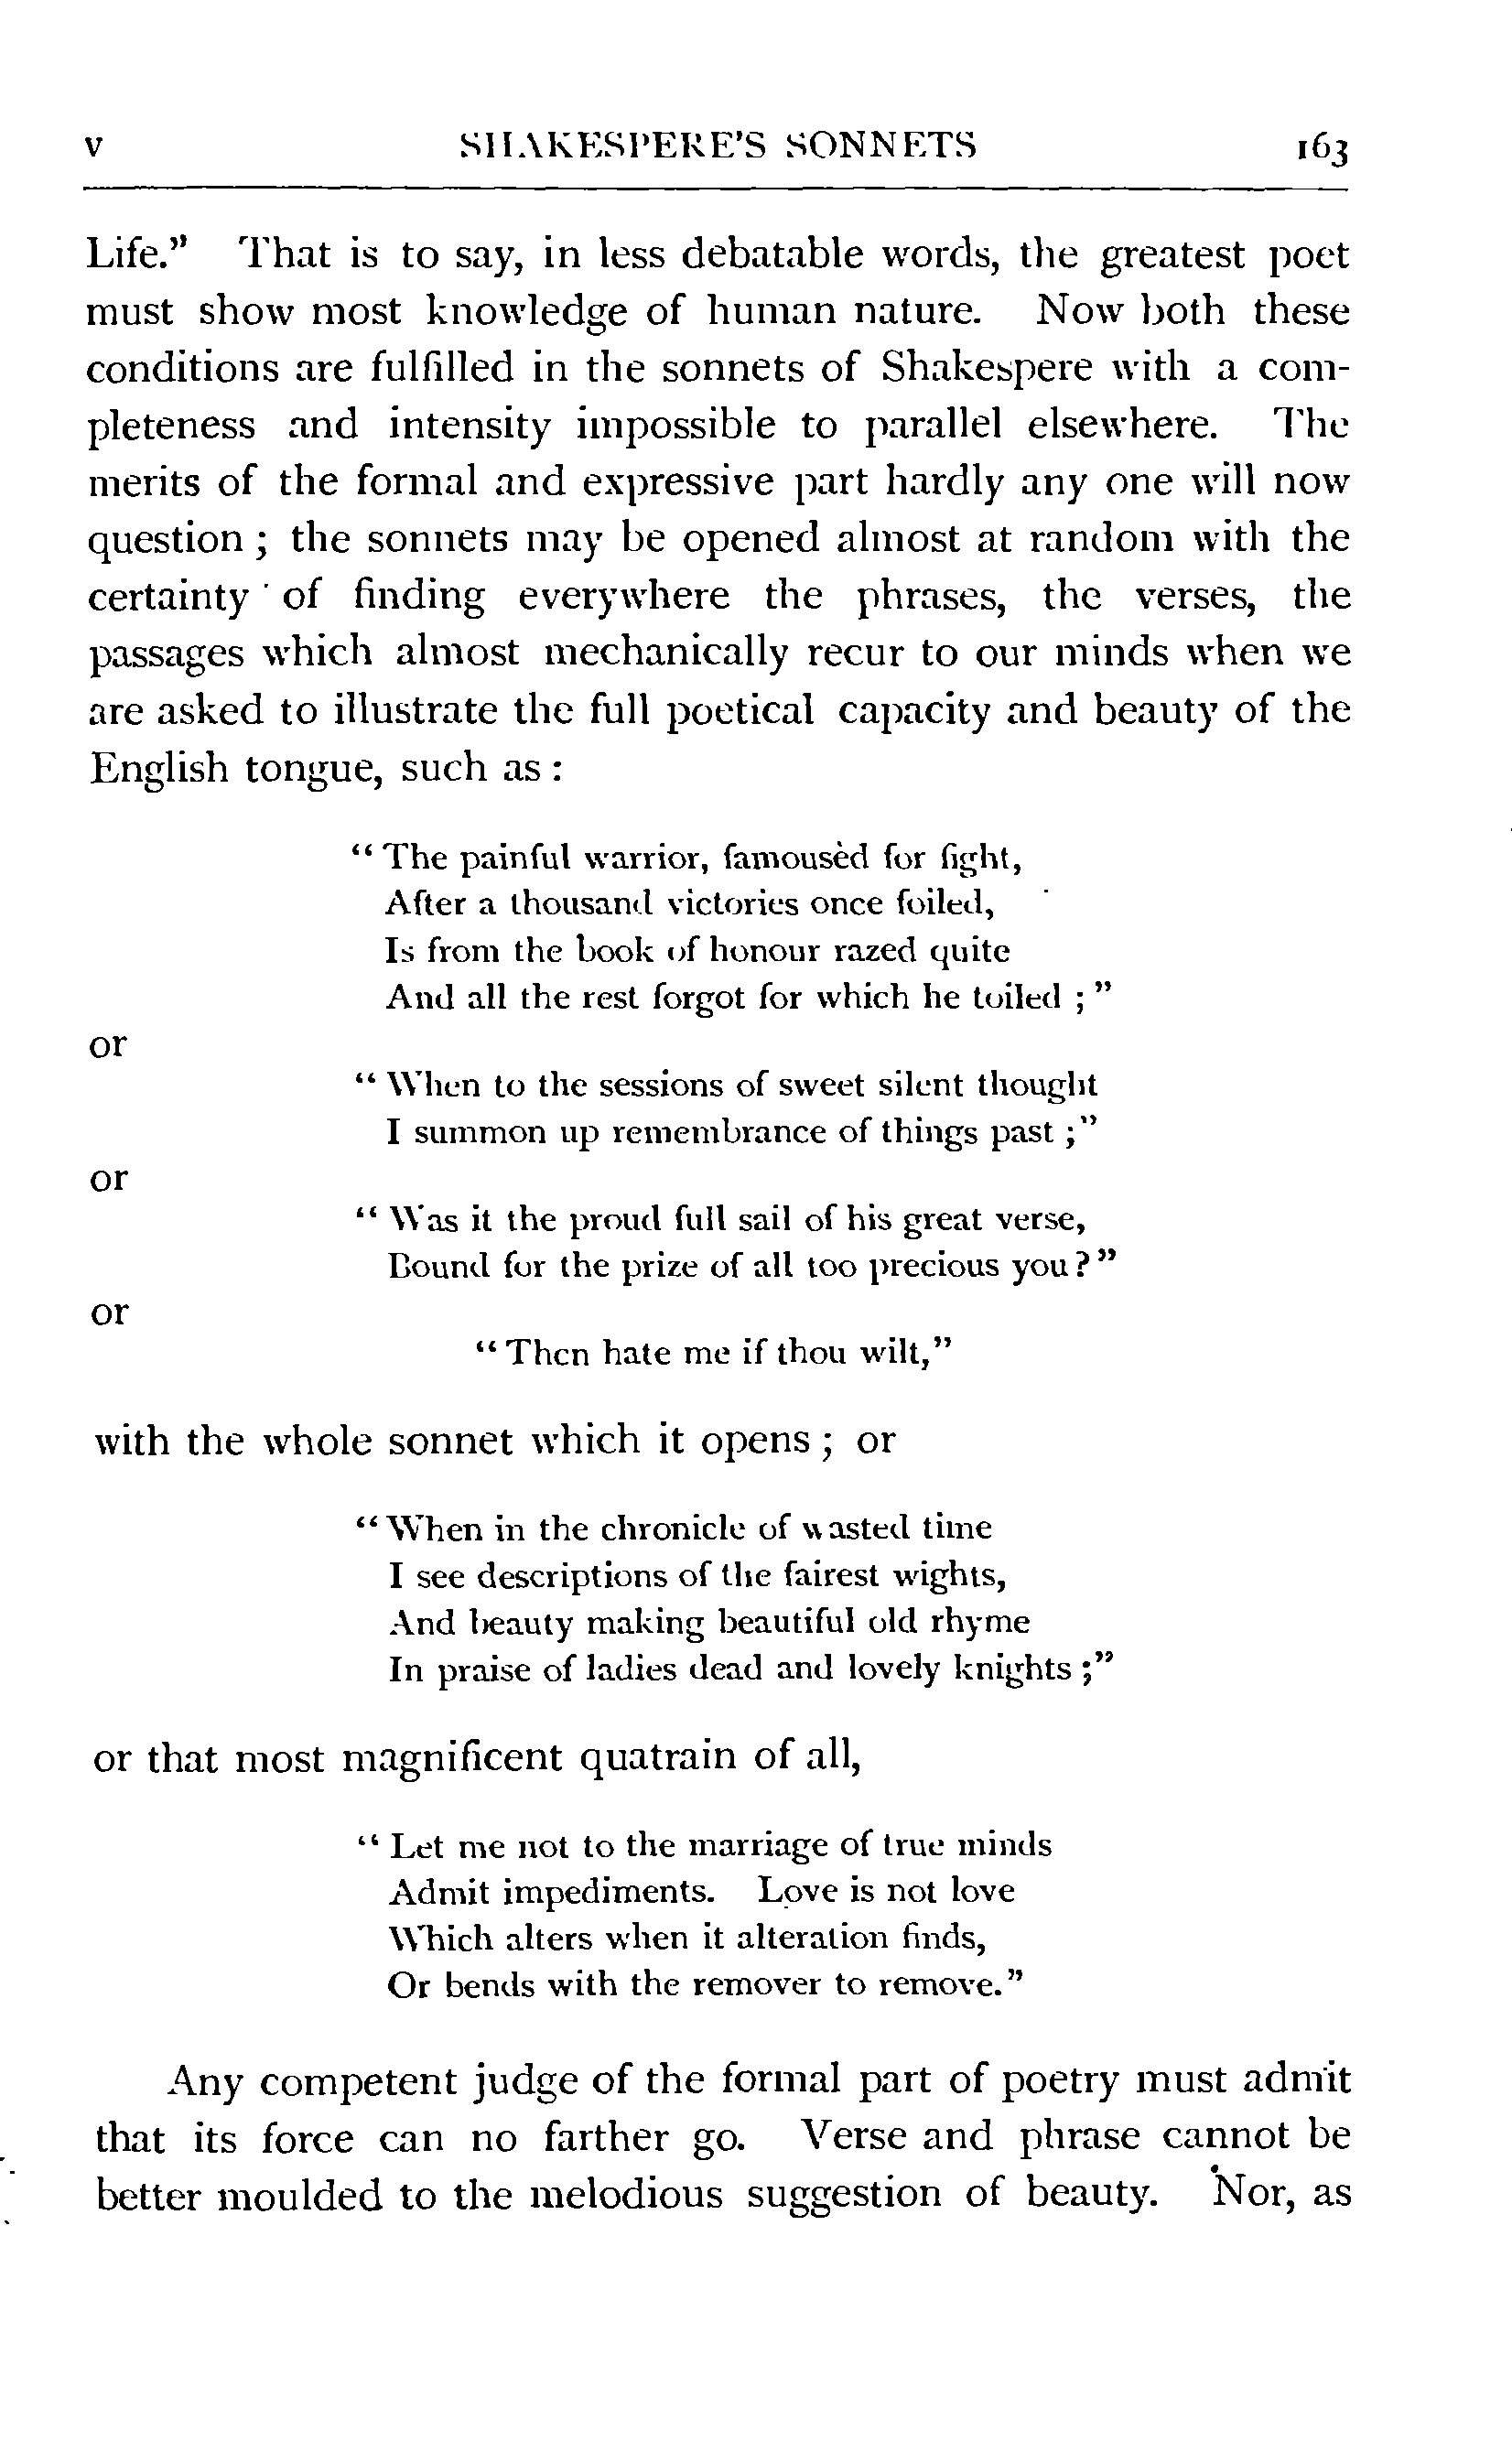 v SHAKESPERE'S SONNETS 163
Life.” That is to say, in less debatable words, the greatest poet
must show most knowledge of human nature. Now both these
conditions are fulfilled in the sonnets of Shakespere with a com-
pleteness and intensity impossible to parallel elsewhere. The
merits of the formal and expressive part hardly any one will now
question ; the sonnets may be opened almost at random with the
certainty of finding everywhere the phrases, the verses, the
passages which almost mechanically recur to our minds when we
are asked to illustrate the full poetical capacity and beauty of the
English tongue, such as :
“ The painful warrior, famousèd for fight,
After a thousand victories once foiled,
Is from the book of honour razed quite
And all the rest forgot for which he toiled ; ”
or
“ When to the sessions of sweet silent thought
I summon up remembrance of things past ;”
or
“ Was it the proud full sail of his great verse,
Bound for the prize of all too precious you ? ”
or
“ Then hate me if thou wilt,”
with the whole sonnet which it opens ; or
“ When in the chronicle of wasted time
I see descriptions of the fairest wights,
And beauty making beautiful old rhyme
In praise of ladies dead and lovely knights ;”
or that most magnificent quatrain of all,
“ Let me not to the marriage of true minds
Admit impediments. Love is not love
Which alters when it alteration finds,
Or bends with the remover to remove.”
Any competent judge of the formal part of poetry must admit
that its force can no farther go. Verse and phrase cannot be
better moulded to the melodious suggestion of beauty. Nor, as